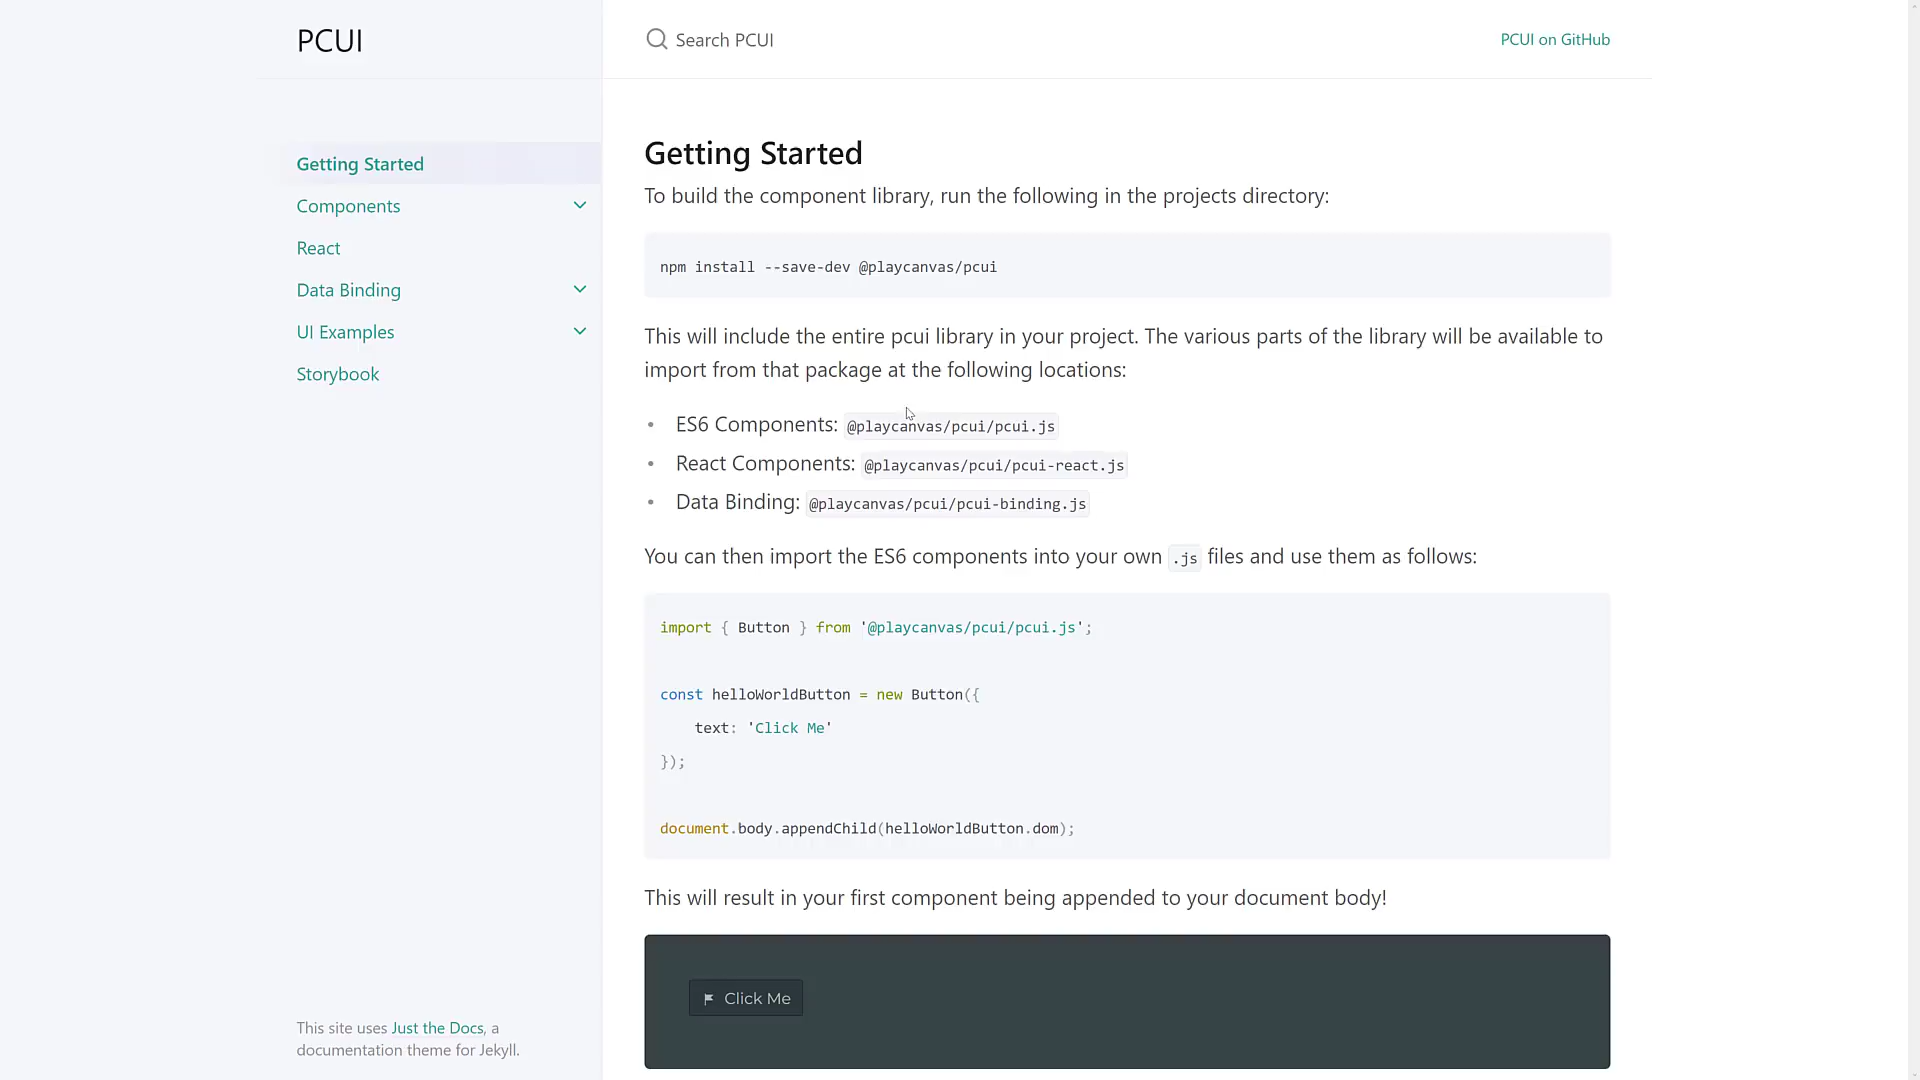 PCUI
Search PCUI
PCUI on GitHub
Getting Started
Components
React
Data Binding
UI Examples
Storybook
Getting Started
To build the component library, run the following in the projects directory:
npm install --save-dev @playcanvas/pcui
This will include the entire pcui library in your project. The various parts of the library will be available to
import from that package at the following locations:
• ES6 Components: @playcanvas/pcui/pcui.js
• React Components: @playcanvas/pcui/pcui-react.js
• Data Binding: @playcanvas/pcui/pcui-binding.js
You can then import the ES6 components into your own .js files and use them as follows:
import { Button } from '@playcanvas/pcui/pcui.js';
const helloWorldButton = new Button({
    text: 'Click Me'
});
document.body.appendChild(helloWorldButton.dom);
This will result in your first component being appended to your document body!
Click Me
This site uses Just the Docs, a
documentation theme for Jekyll.